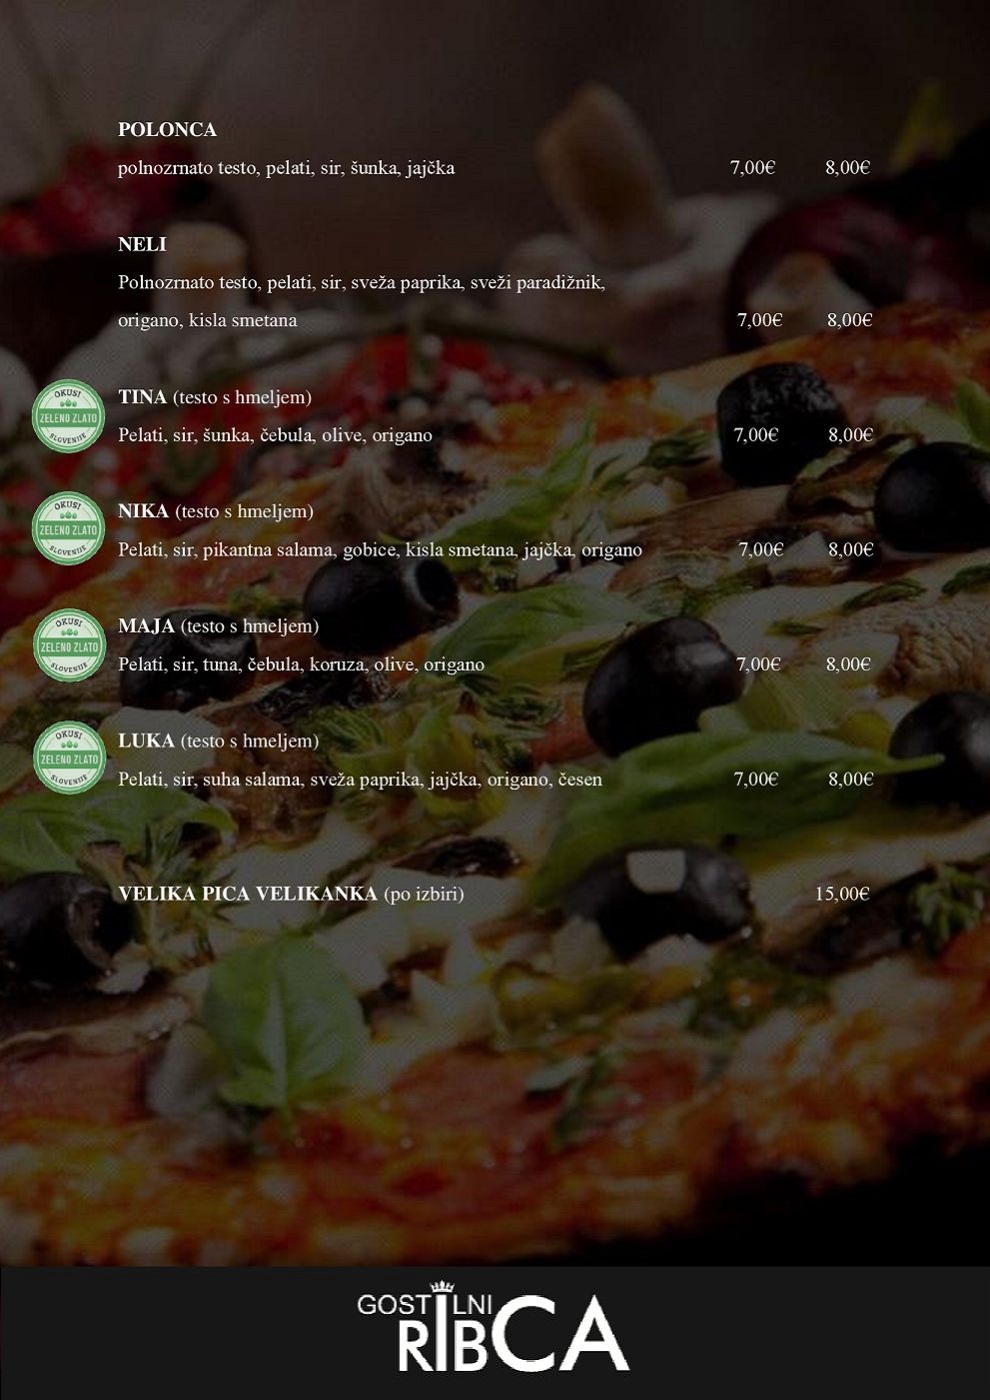 POLONCA
polnozrnato testo, pelati, sir, šunka, jajčka 7,00€ 8,00€
NELI
Polnozrnato testo, pelati, sir, sveža paprika, sveži paradižnik,
origano, kisla smetana 7,00€ 8,00€
OKUSI
ZELENO ZLATO
SLOVENIJE
TINA (testo s hmeljem)
Pelati, sir, šunka, čebula, olive, origano 7,00€ 8,00€
OKUSI
ZELENO ZLATO
SLOVENIJE
NIKA (testo s hmeljem)
Pelati, sir, pikantna salama, gobice, kisla smetana, jajčka, origano 7,00€ 8,00€
OKUSI
ZELENO ZLATO
SLOVENIJE
MAJA (testo s hmeljem)
Pelati, sir, tuna, čebula, koruza, olive, origano 7,00€ 8,00€
OKUSI
ZELENO ZLATO
SLOVENIJE
LUKA (testo s hmeljem)
Pelati, sir, suha salama, sveža paprika, jajčka, origano, česen 7,00€ 8,00€
VELIKA PICA VELIKANKA (po izbiri) 15,00€
GOSTILNI
RIBCA